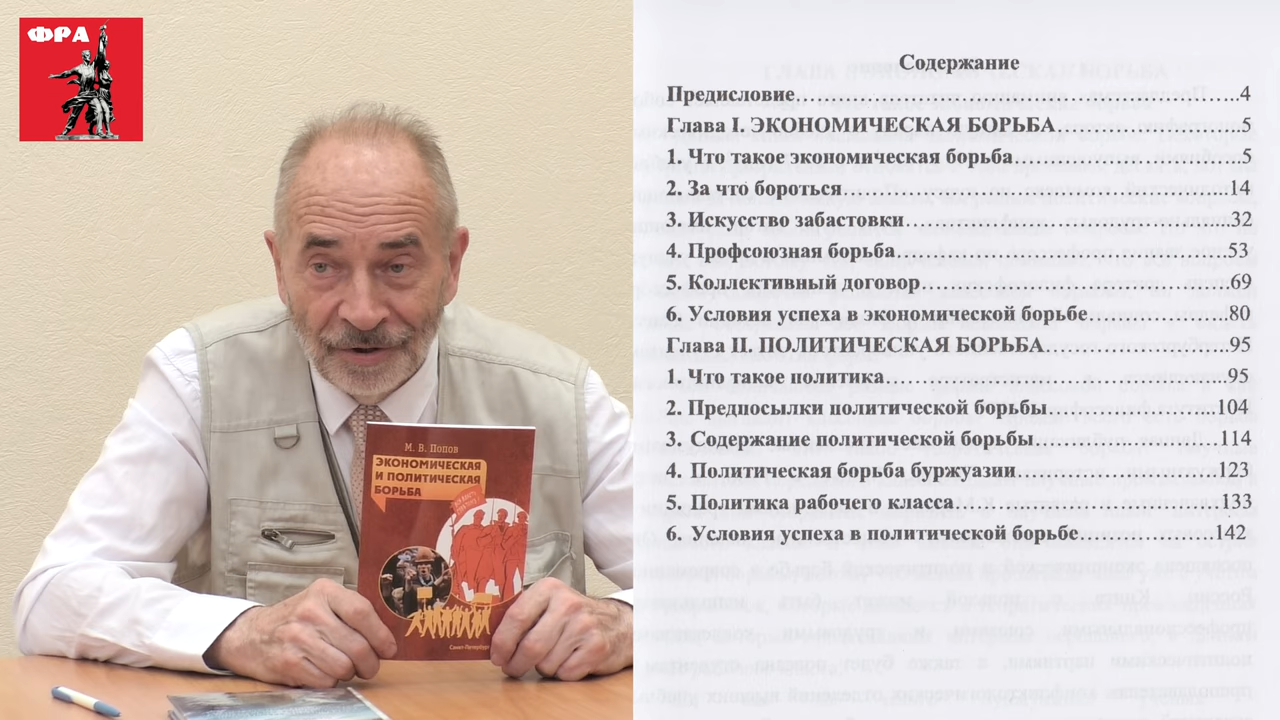 ФРА
М. В. Попов
ЭКОНОМИЧЕСКАЯ
И ПОЛИТИЧЕСКАЯ
БОРЬБА
Санкт-Петербург
Содержание
Предисловие.................................................4
Глава I. ЭКОНОМИЧЕСКАЯ БОРЬБА....................5
1. Что такое экономическая борьба..........................5
2. За что бороться.............................................14
3. Искусство забастовки.....................................32
4. Профсоюзная борьба......................................53
5. Коллективный договор....................................69
6. Условия успеха в экономической борьбе...............80
Глава II. ПОЛИТИЧЕСКАЯ БОРЬБА.....................95
1. Что такое политика........................................95
2. Предпосылки политической борьбы...................104
3. Содержание политической борьбы.....................114
4. Политическая борьба буржуазии.......................123
5. Политика рабочего класса...............................133
6. Условия успеха в политической борьбе................142